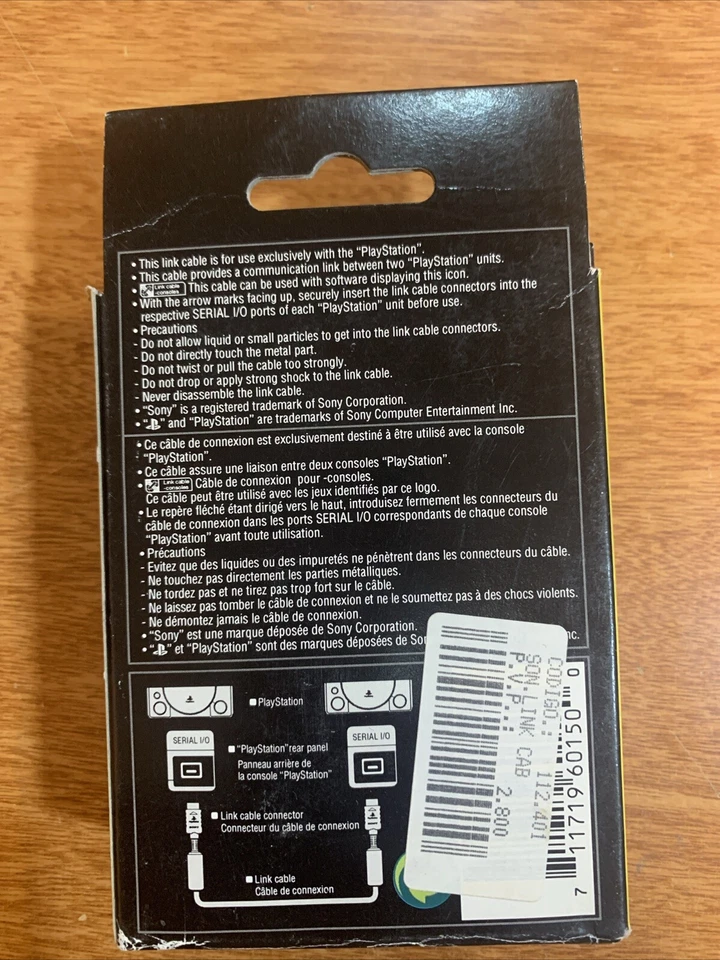 • This link cable is for use exclusively with the "PlayStation".
• This cable provides a communication link between two "PlayStation" units.
• Link cable -consoles This cable can be used with software displaying this icon.
• With the arrow marks facing up, securely insert the link cable connectors into the
respective SERIAL I/O ports of each "PlayStation" unit before use.
• Precautions
- Do not allow liquid or small particles to get into the link cable connectors.
- Do not directly touch the metal part.
- Do not twist or pull the cable too strongly.
- Do not drop or apply strong shock to the link cable.
- Never disassemble the link cable.
• "Sony" is a registered trademark of Sony Corporation.
• " " and "PlayStation" are trademarks of Sony Computer Entertainment Inc.
• Ce câble de connexion est exclusivement destiné à être utilisé avec la console
"PlayStation".
• Ce câble assure une liaison entre deux consoles "PlayStation".
• Link cable -consoles Câble de connexion pour -consoles.
Ce câble peut être utilisé avec les jeux identifiés par ce logo.
• Le repère fléché étant dirigé vers le haut, introduisez fermement les connecteurs du
câble de connexion dans les ports SERIAL I/O correspondants de chaque console
"PlayStation" avant toute utilisation.
• Précautions
- Evitez que des liquides ou des impuretés ne pénètrent dans les connecteurs du câble.
- Ne touchez pas directement les parties métalliques.
- Ne tordez pas et ne tirez pas trop fort sur le câble.
- Ne laissez pas tomber le câble de connexion et ne le soumettez pas à des chocs violents.
- Ne démontez jamais le câble de connexion.
• "Sony" est une marque déposée de Sony Corporation.
• " " et "PlayStation" sont des marques déposées de So nc.
PlayStation
SERIAL I/O
SERIAL I/O
"PlayStation"rear panel
Panneau arrière de
la console "PlayStation"
Link cable connector
Connecteur du câble de connexion
Link cable
Câble de connexion
CODIGO.: 112.401
SON.LINK CAB
P.V.P..: 2.800
7 11719 60150 0